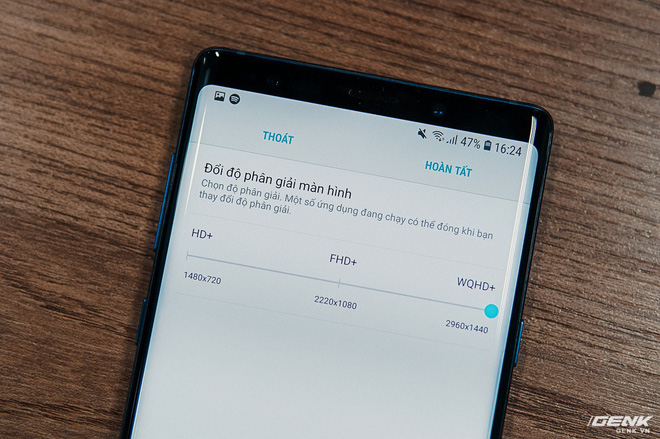 47% 16:24
THOÁT
HOÀN TẤT
Đổi độ phân giải màn hình
Chọn độ phân giải. Một số ứng dụng đang chạy có thể đóng khi bạn
thay đổi độ phân giải.
HD+
FHD+
WQHD+
1480x720
2220x1080
2960x1440
GENK
GENK.VN